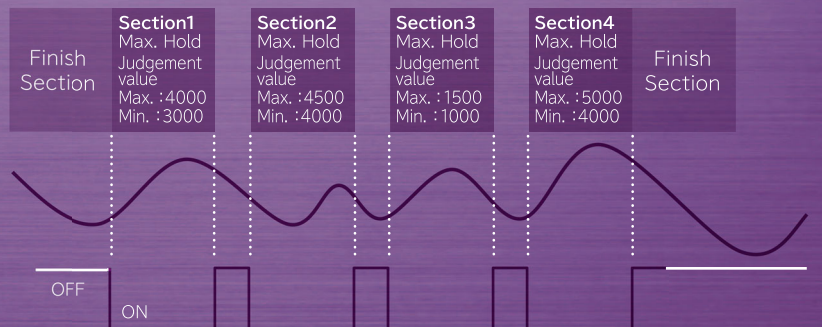 Finish
Section
Section1
Max. Hold
Judgement
value
Max. :4000
Min. :3000
Section2
Max. Hold
Judgement
value
Max. :4500
Min. :4000
Section3
Max. Hold
Judgement
value
Max. :1500
Min. :1000
Section4
Max. Hold
Judgement
value
Max. :5000
Min. :4000
Finish
Section
OFF
ON